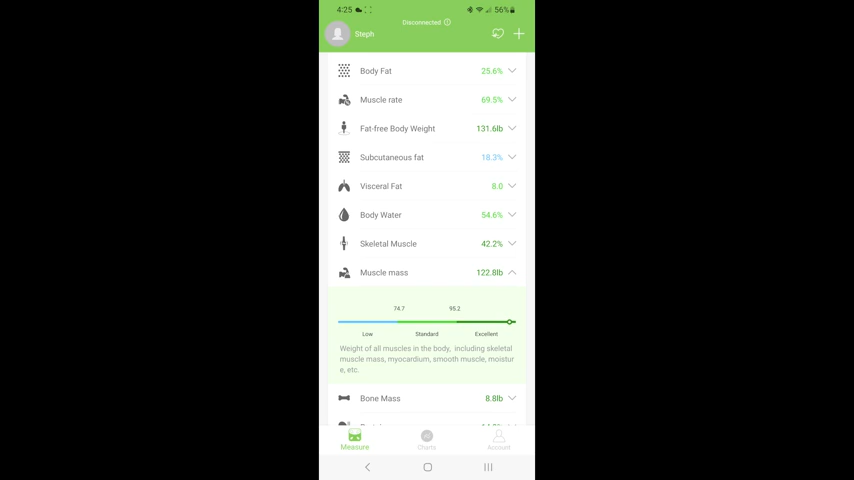 4:25
56%
Disconnected
Steph
Body Fat 25.6%
Muscle rate 69.5%
Fat-free Body Weight 131.6lb
Subcutaneous fat 18.3%
Visceral Fat 8.0
Body Water 54.6%
Skeletal Muscle 42.2%
Muscle mass 122.8lb
74.7 95.2
Low Standard Excellent
Weight of all muscles in the body, including skeletal
muscle mass, myocardium, smooth muscle, moistur
e, etc.
Bone Mass 8.8lb
Measure Charts Account